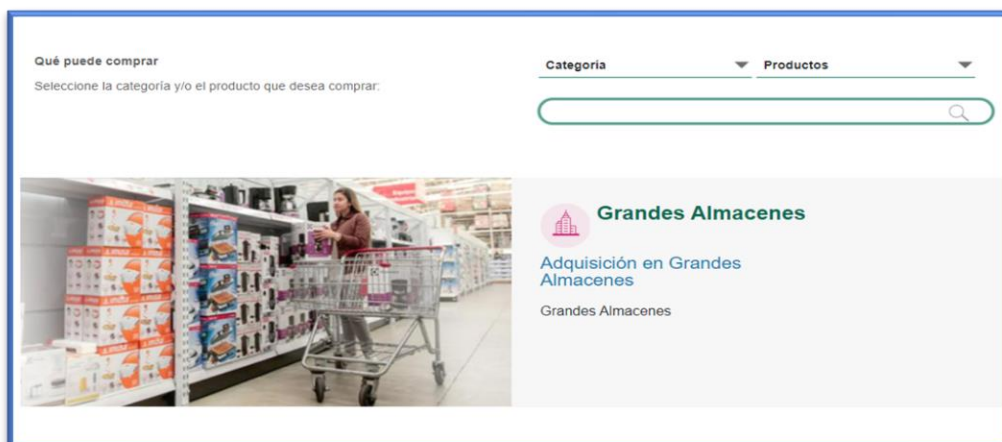 Qué puede comprar
Seleccione la categoría y/o el producto que desea comprar:
Categoría
Productos
Grandes Almacenes
Adquisición en Grandes
Almacenes
Grandes Almacenes